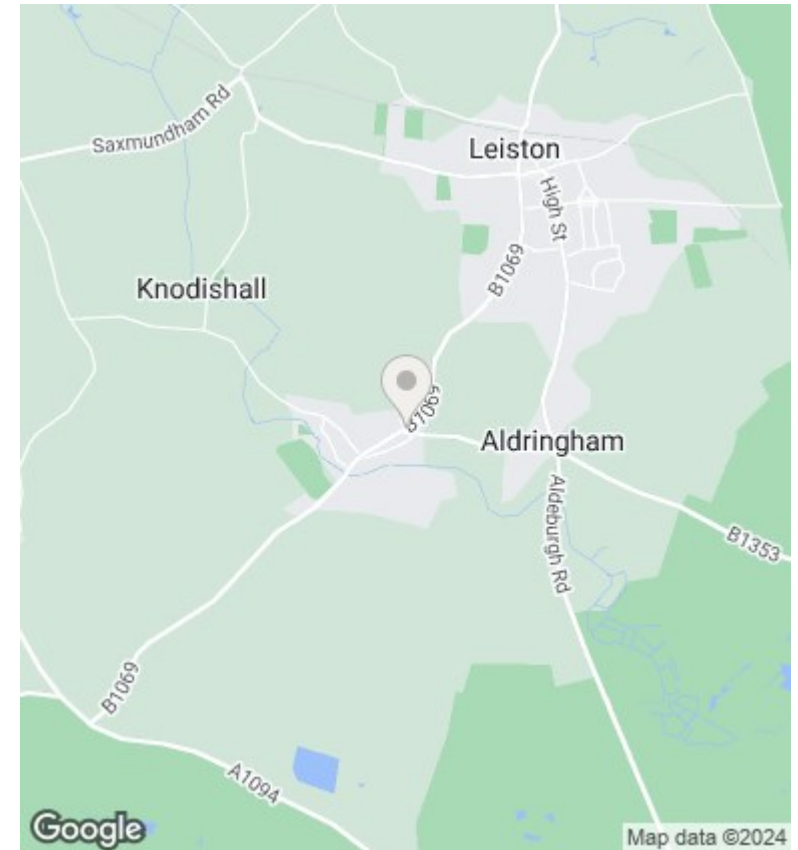 Saxmundham Rd
Leiston
High St
B1069
Knodishall
B1069
Aldringham
Aldeburgh Rd
B1353
B1069
A1094
Google
Map data ©2024